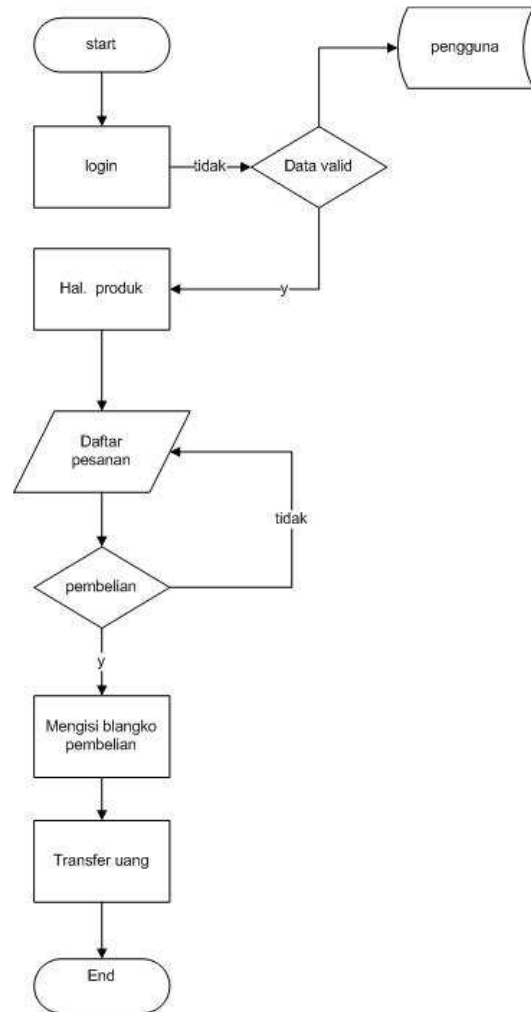 start
pengguna
login
tidak
Data valid
Hal. produk
y
Daftar
pesanan
tidak
pembelian
y
Mengisi blangko
pembelian
Transfer uang
End